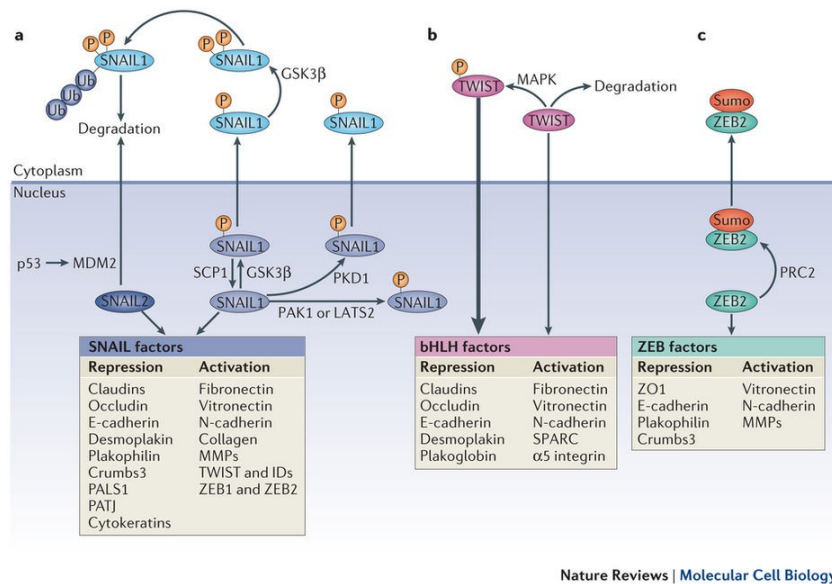 a
P
P
SNAIL1
Ub
Ub
Ub
Degradation
P
P
SNAIL1
GSK3β
P
SNAIL1
P
SNAIL1
Cytoplasm
Nucleus
p53
MDM2
SNAIL2
P
SNAIL1
SCP1
GSK3β
SNAIL1
P
SNAIL1
PKD1
PAK1 or LATS2
P
SNAIL1
SNAIL factors
Repression Activation
Claudins Fibronectin
Occludin Vitronectin
E-cadherin N-cadherin
Desmoplakin Collagen
Plakophilin MMPs
Crumbs3 TWIST and IDs
PALS1 ZEB1 and ZEB2
PATJ
Cytokeratins
b
P
TWIST
MAPK
Degradation
TWIST
bHLH factors
Repression Activation
Claudins Fibronectin
Occludin Vitronectin
E-cadherin N-cadherin
Desmoplakin SPARC
Plakoglobin α5 integrin
c
Sumo
ZEB2
Sumo
ZEB2
PRC2
ZEB2
ZEB factors
Repression Activation
ZO1 Vitronectin
E-cadherin N-cadherin
Plakophilin MMPs
Crumbs3
Nature Reviews | Molecular Cell Biology